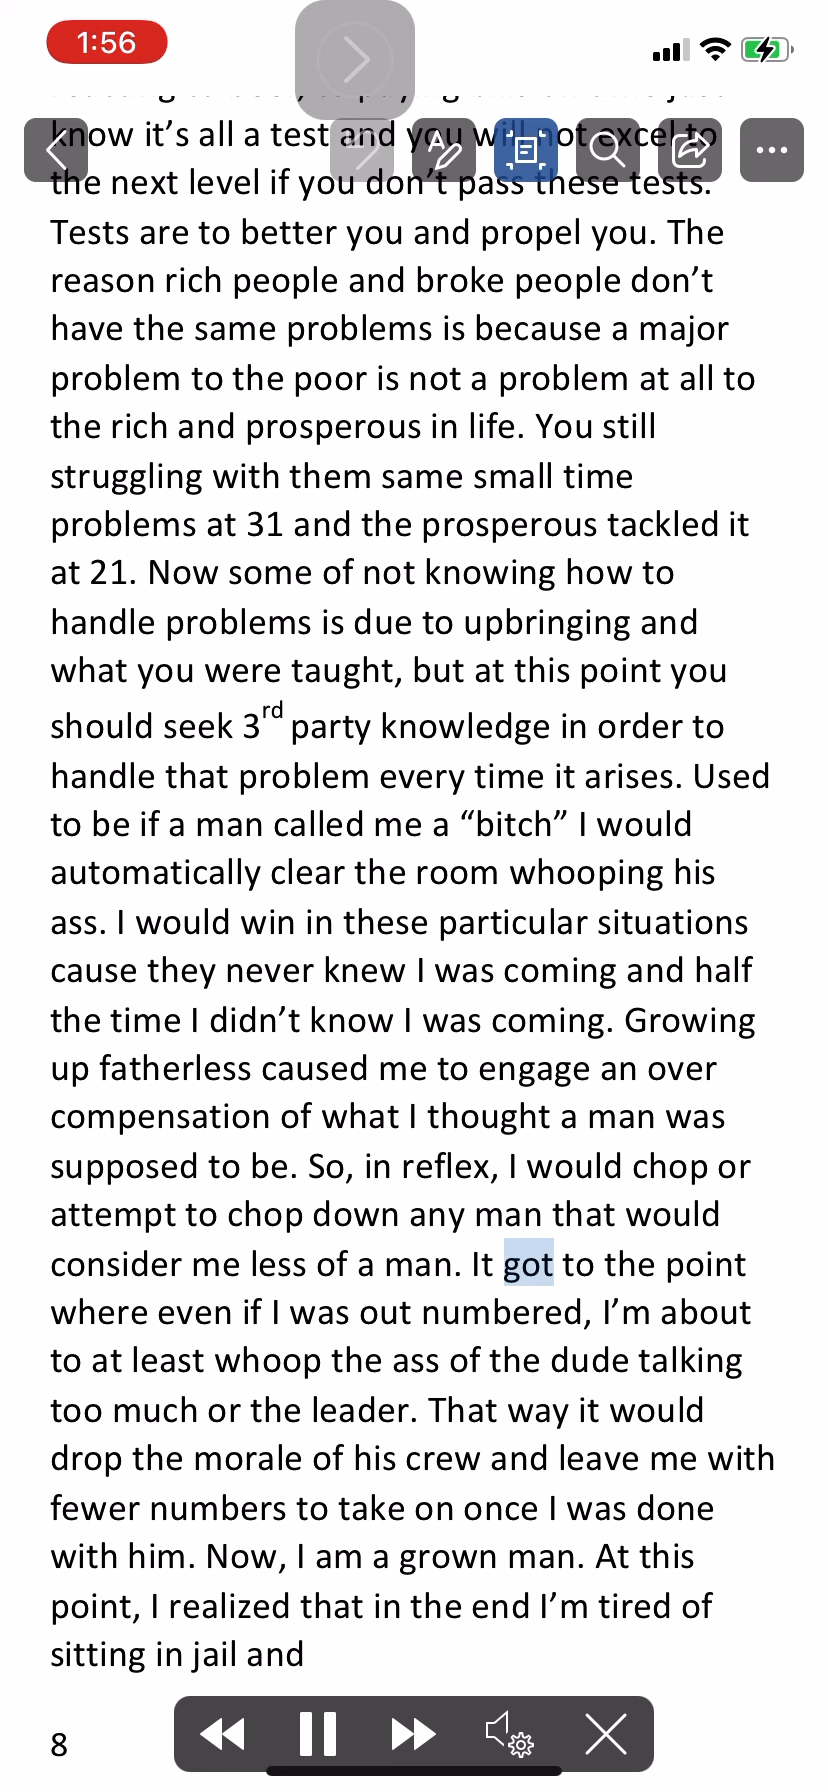 1:56
know it's all a test and you will not excel to
the next level if you don't pass these tests.
Tests are to better you and propel you. The
reason rich people and broke people don't
have the same problems is because a major
problem to the poor is not a problem at all to
the rich and prosperous in life. You still
struggling with them same small time
problems at 31 and the prosperous tackled it
at 21. Now some of not knowing how to
handle problems is due to upbringing and
what you were taught, but at this point you
should seek 3rd party knowledge in order to
handle that problem every time it arises. Used
to be if a man called me a “bitch” I would
automatically clear the room whooping his
ass. I would win in these particular situations
cause they never knew I was coming and half
the time I didn't know I was coming. Growing
up fatherless caused me to engage an over
compensation of what I thought a man was
supposed to be. So, in reflex, I would chop or
attempt to chop down any man that would
consider me less of a man. It got to the point
where even if I was out numbered, I'm about
to at least whoop the ass of the dude talking
too much or the leader. That way it would
drop the morale of his crew and leave me with
fewer numbers to take on once I was done
with him. Now, I am a grown man. At this
point, I realized that in the end I'm tired of
sitting in jail and
8